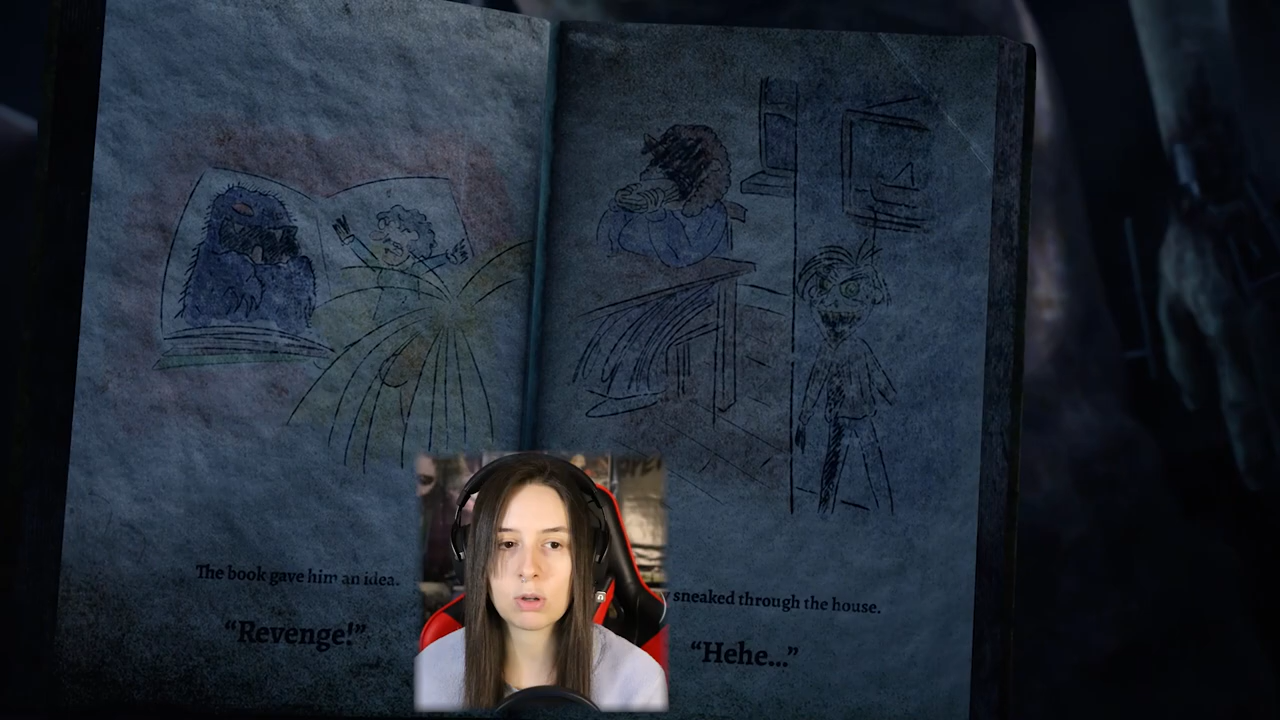 The book gave him an idea.
“Revenge!”
sneaked through the house.
“Hehe...”